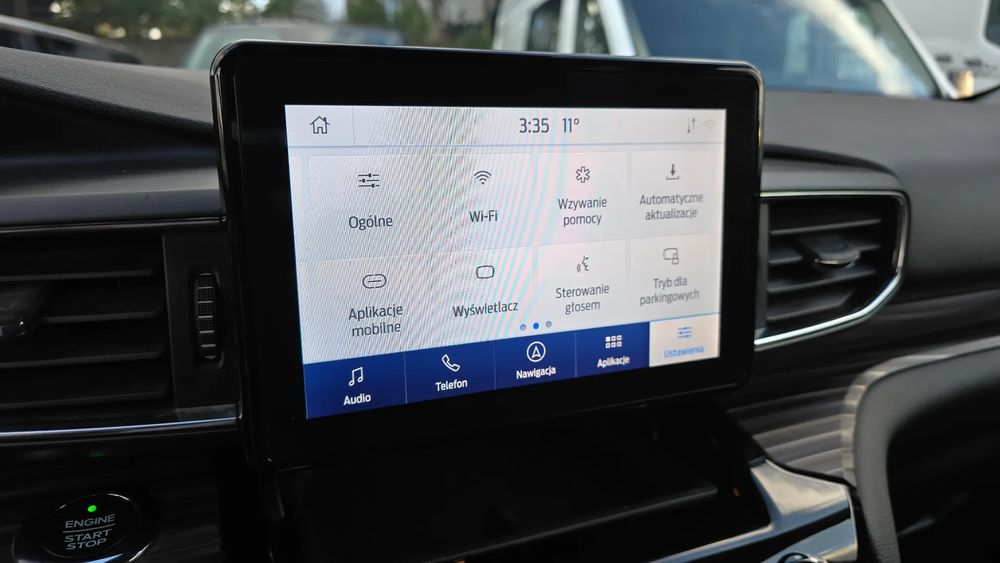 3:35 11°
Ogólne
Wi-Fi
Wzywanie
pomocy
Automatyczne
aktualizacje
Aplikacje
mobilne
Wyświetlacz
Sterowanie
głosem
Tryb dla
parkingowych
Audio
Telefon
Nawigacja
Aplikacje
Ustawienia
ENGINE
START
STOP